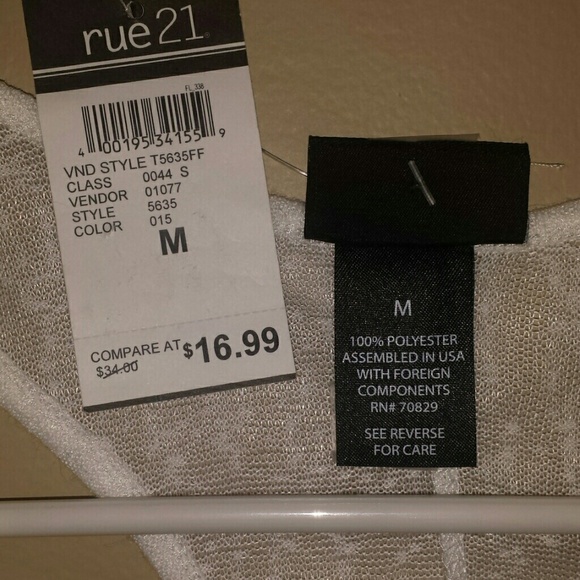 rue21
FL_336
4 00195 34155 9
VND STYLE T5635FF
CLASS 0044 S
VENDOR 01077
STYLE 5635
COLOR 015
M
COMPARE AT $16.99
$34.00
M
100% POLYESTER
ASSEMBLED IN USA
WITH FOREIGN
COMPONENTS
RN# 70829
SEE REVERSE
FOR CARE